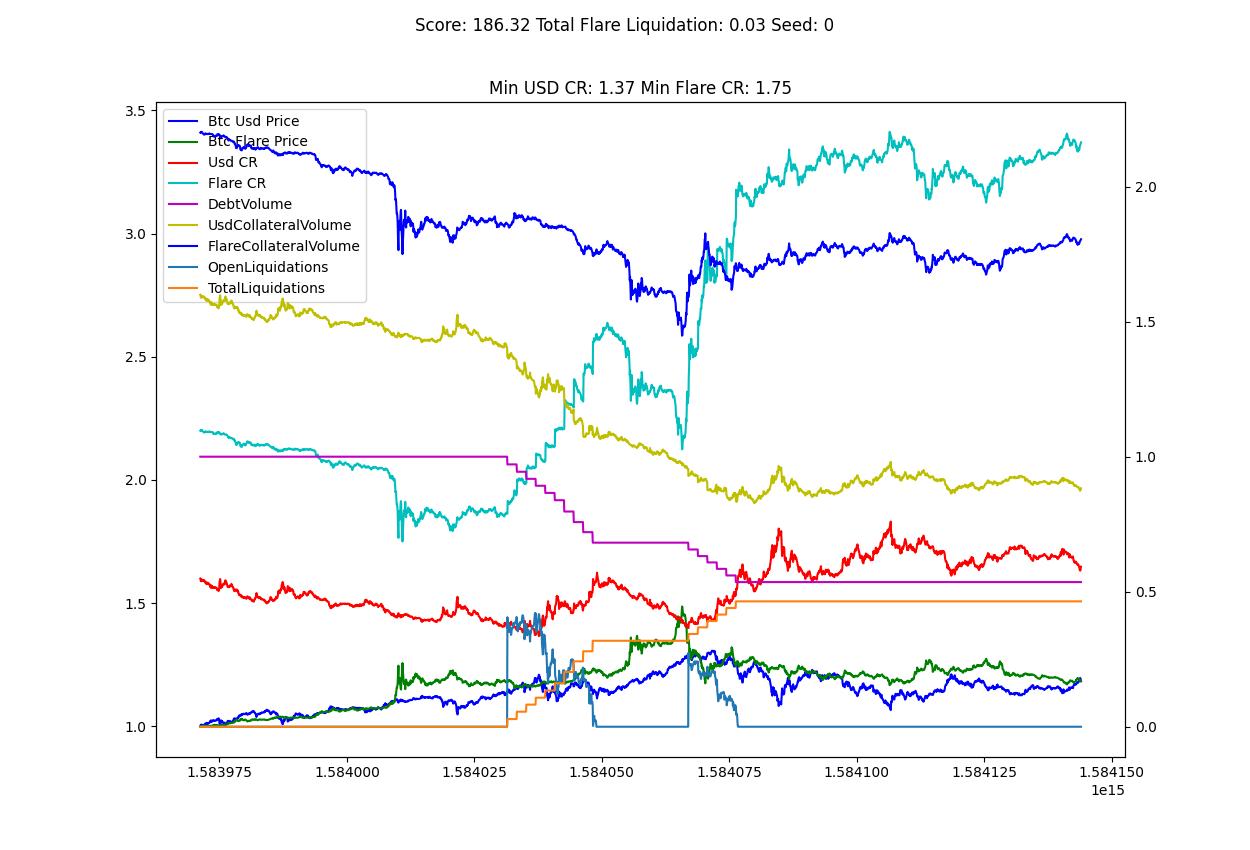 Score: 186.32 Total Flare Liquidation: 0.03 Seed: 0
Min USD CR: 1.37 Min Flare CR: 1.75
Btc Usd Price
Btc Flare Price
Usd CR
Flare CR
DebtVolume
UsdCollateralVolume
FlareCollateralVolume
OpenLiquidations
TotalLiquidations
3.5
3.0
2.5
2.0
1.5
1.0
2.0
1.5
1.0
0.5
0.0
1.583975 1.584000 1.584025 1.584050 1.584075 1.584100 1.584125 1.584150
1e15